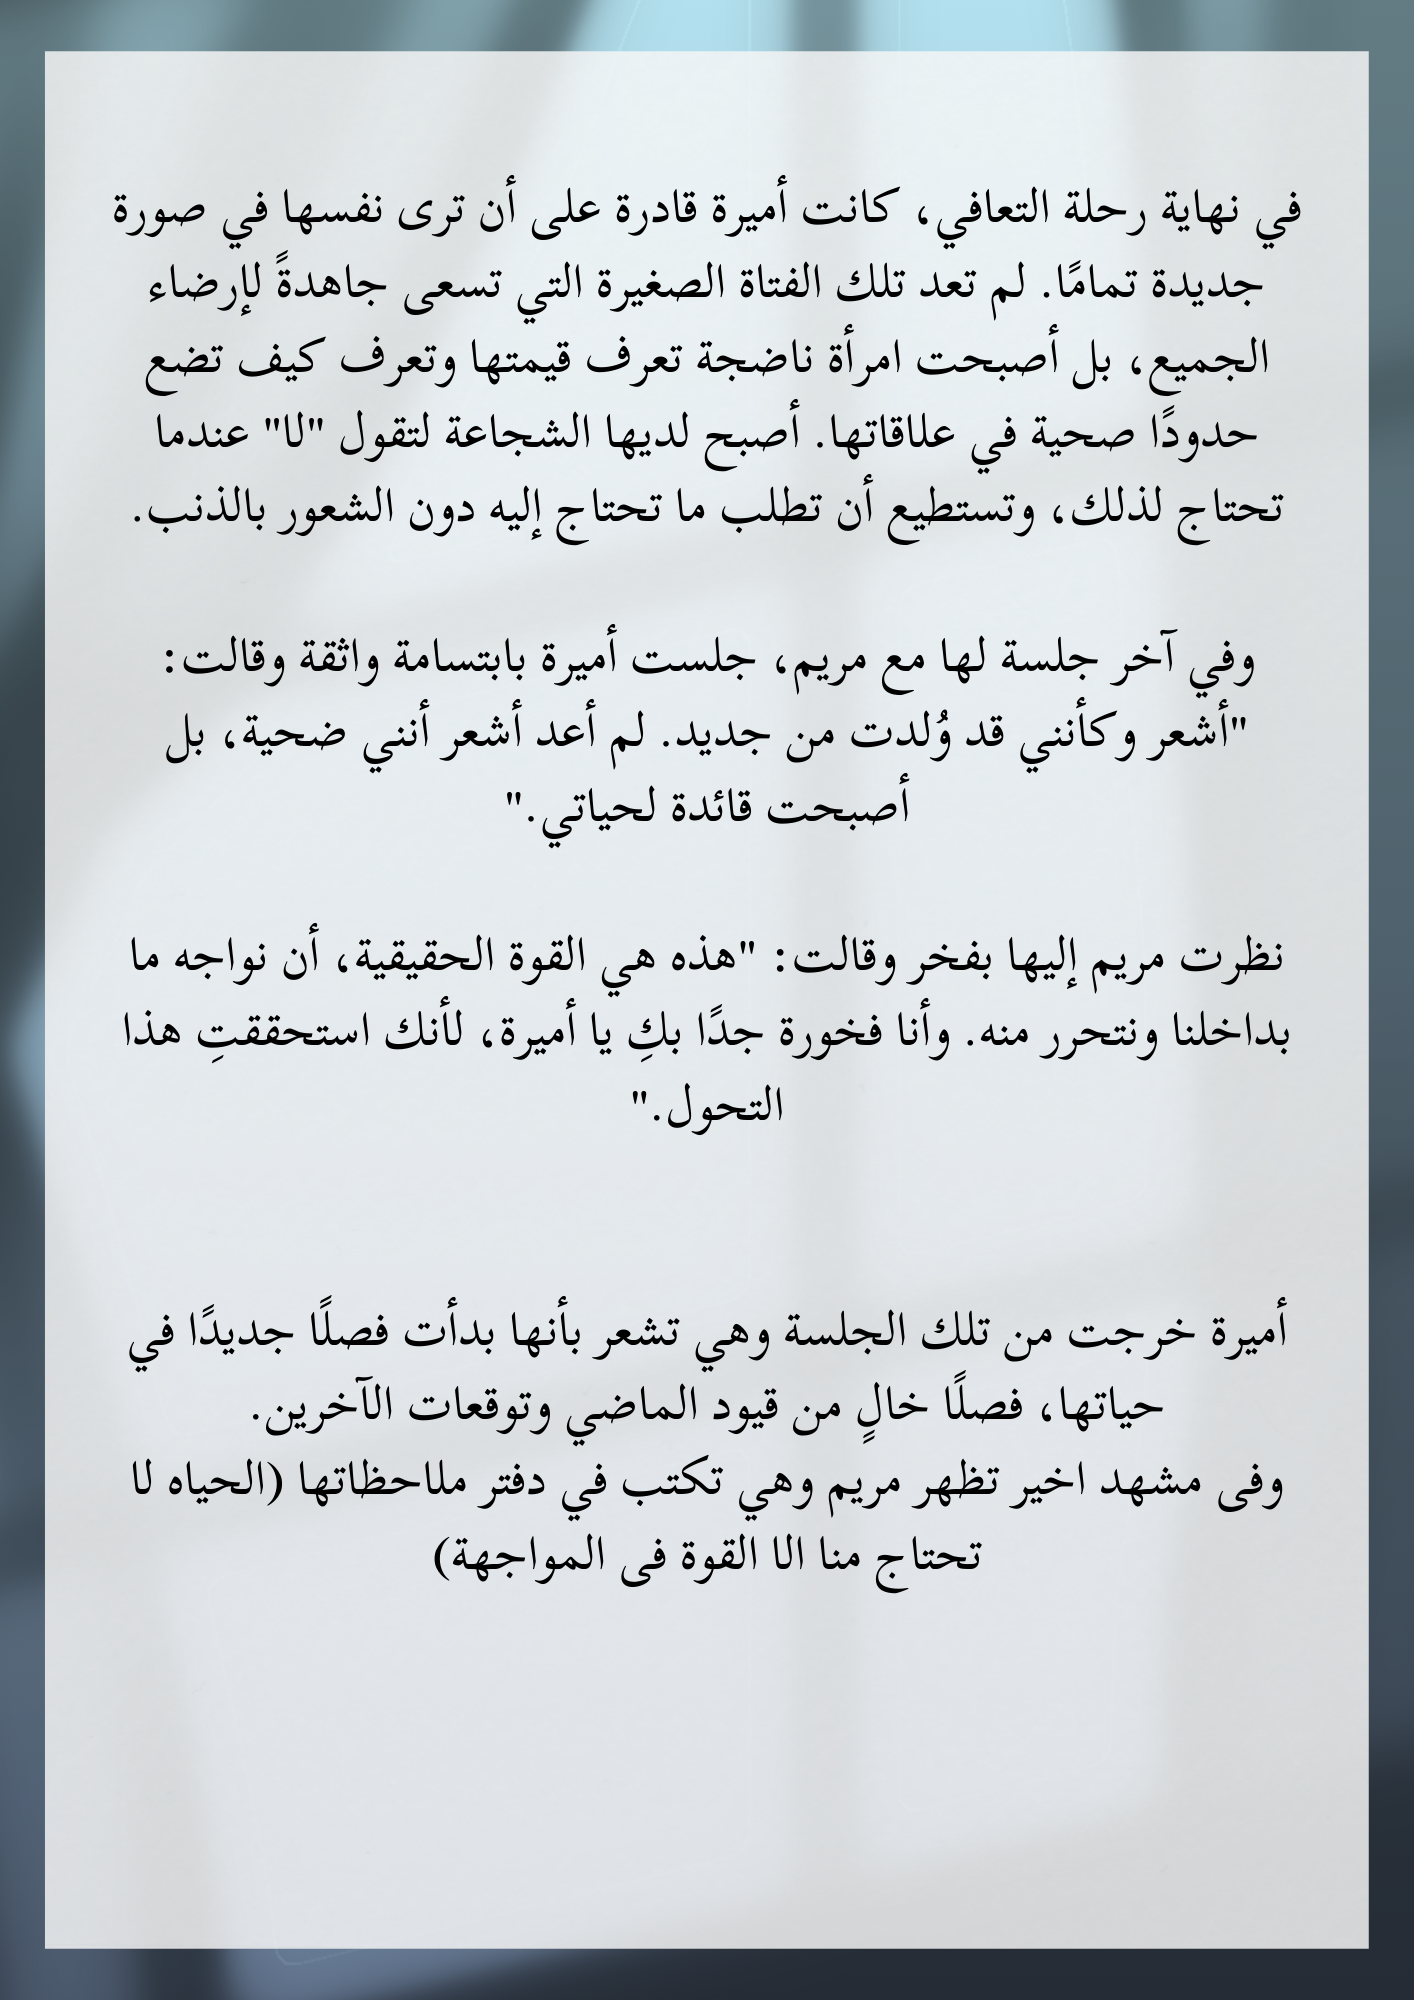 في نهاية رحلة التعافي، كانت أميرة قادرة على أن ترى نفسها في صورة
جديدة تمامًا. لم تعد تلك الفتاة الصغيرة التي تسعى جاهدةً لإرضاء
الجميع، بل أصبحت امرأة ناضجة تعرف قيمتها وتعرف كيف تضع
حدودًا صحية في علاقاتها. أصبح لديها الشجاعة لتقول "لا" عندما
تحتاج لذلك، وتستطيع أن تطلب ما تحتاج إليه دون الشعور بالذنب.
وفي آخر جلسة لها مع مريم، جلست أميرة بابتسامة واثقة وقالت:
"أشعر وكأنني قد وُلدت من جديد. لم أعد أشعر أنني ضحية، بل
أصبحت قائدة لحياتي."
نظرت مريم إليها بفخر وقالت: "هذه هي القوة الحقيقية، أن نواجه ما
بداخلنا ونتحرر منه. وأنا فخورة جدًا بكِ يا أميرة، لأنك استحققتِ هذا
التحول."
أميرة خرجت من تلك الجلسة وهي تشعر بأنها بدأت فصلًا جديدًا في
حياتها، فصلًا خالٍ من قيود الماضي وتوقعات الآخرين.
وفى مشهد اخير تظهر مريم وهي تكتب في دفتر ملاحظاتها (الحياه لا
تحتاج منا الا القوة فى المواجهة)